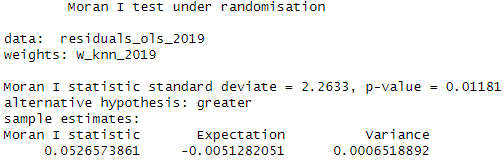 Moran I test under randomisation
data:  residuals_ols_2019
weights: W_knn_2019
Moran I statistic standard deviate = 2.2633, p-value = 0.01181
alternative hypothesis: greater
sample estimates:
Moran I statistic       Expectation          Variance
0.0526573861     -0.0051282051      0.0006518892